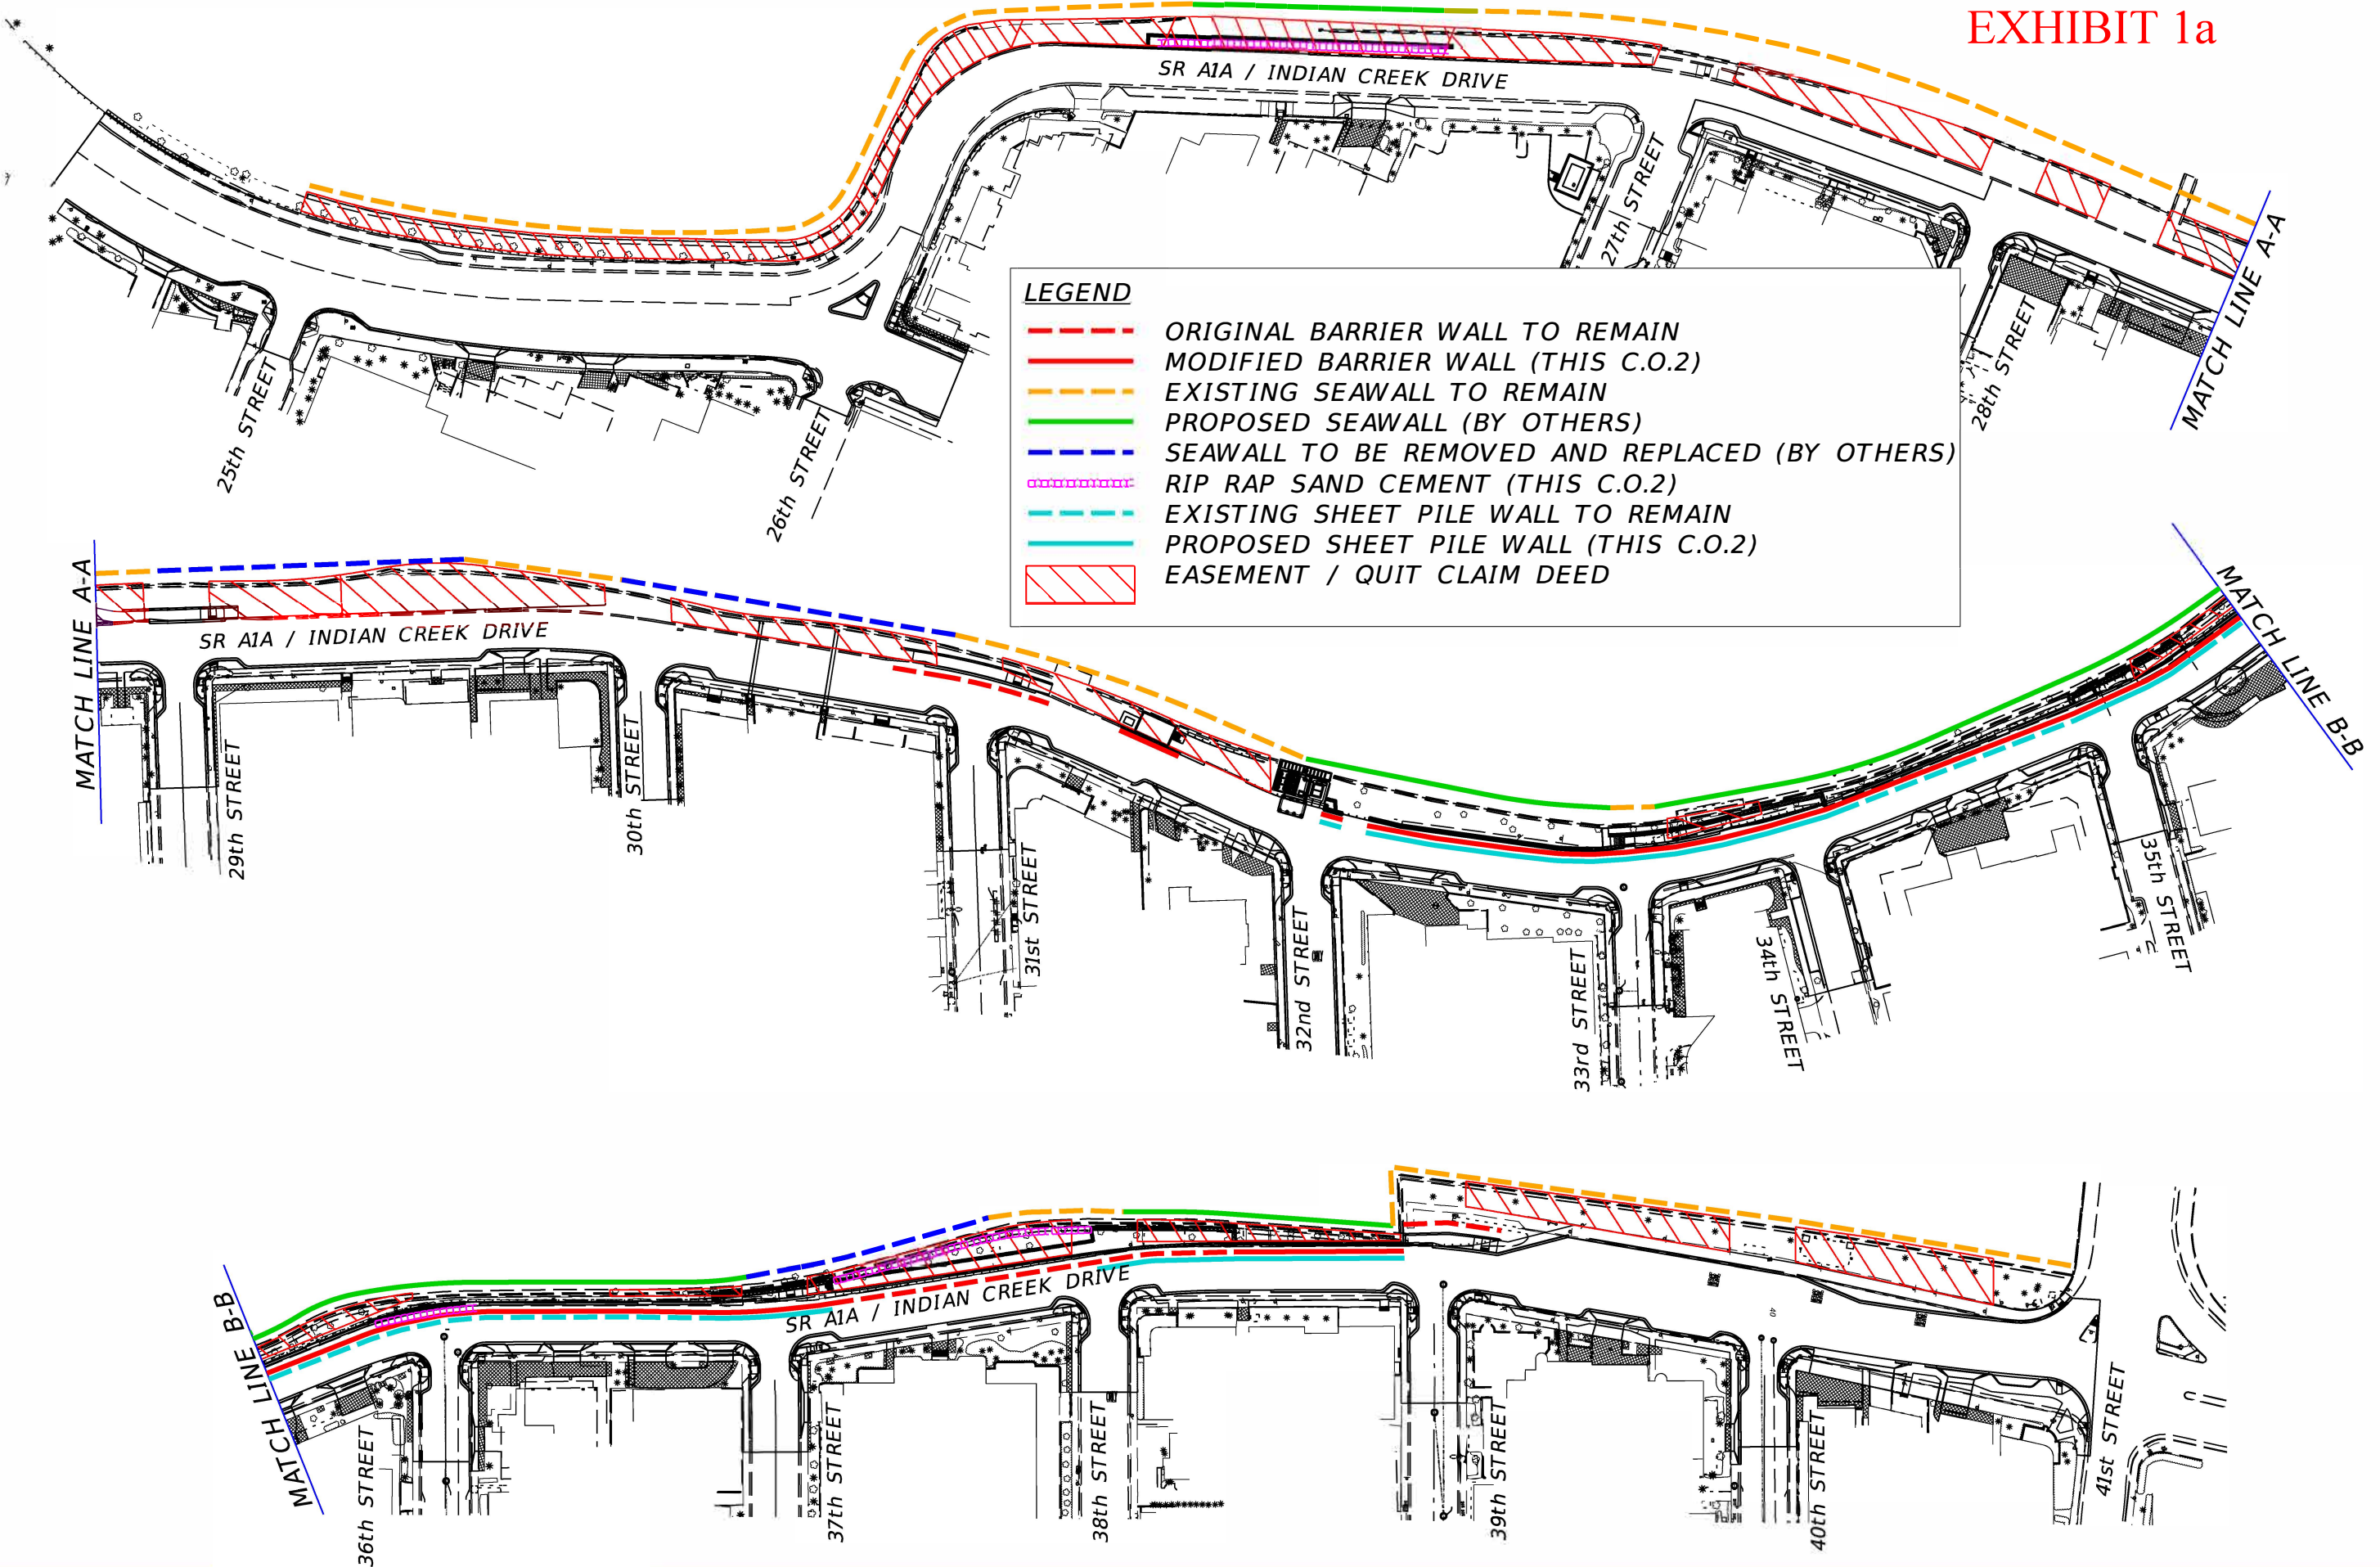 EXHIBIT 1a
SR A1A / INDIAN CREEK DRIVE
25th STREET
26th STREET
27th STREET
28th STREET
MATCH LINE A-A
LEGEND
ORIGINAL BARRIER WALL TO REMAIN
MODIFIED BARRIER WALL (THIS C.O.2)
EXISTING SEAWALL TO REMAIN
PROPOSED SEAWALL (BY OTHERS)
SEAWALL TO BE REMOVED AND REPLACED (BY OTHERS)
RIP RAP SAND CEMENT (THIS C.O.2)
EXISTING SHEET PILE WALL TO REMAIN
PROPOSED SHEET PILE WALL (THIS C.O.2)
EASEMENT / QUIT CLAIM DEED
MATCH LINE A-A
SR A1A / INDIAN CREEK DRIVE
29th STREET
30th STREET
31st STREET
32nd STREET
33rd STREET
34th STREET
35th STREET
MATCH LINE B-B
MATCH LINE B-B
SR A1A / INDIAN CREEK DRIVE
36th STREET
37th STREET
38th STREET
39th STREET
40
40th STREET
41st STREET